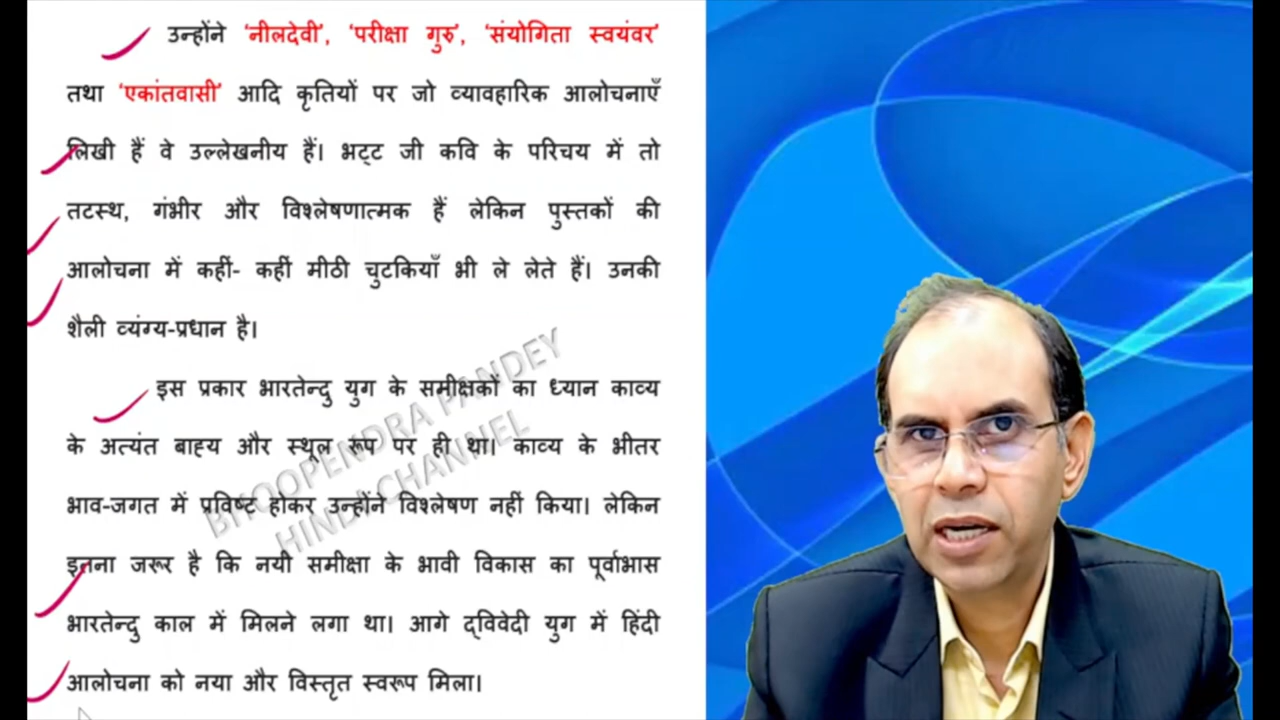 उन्होंने ‘नीलदेवी’, ‘परीक्षा गुरु’, ‘संयोगिता स्वयंवर’
तथा ‘एकांतवासी’ आदि कृतियों पर जो व्यावहारिक आलोचनाएँ
लिखी हैं वे उल्लेखनीय हैं। भट्ट जी कवि के परिचय में तो
तटस्थ, गंभीर और विश्लेषणात्मक हैं लेकिन पुस्तकों की
आलोचना में कहीं- कहीं मीठी चुटकियाँ भी ले लेते हैं। उनकी
शैली व्यंग्य-प्रधान है।
इस प्रकार भारतेन्दु युग के समीक्षकों का ध्यान काव्य
के अत्यंत बाह्य और स्थूल रूप पर ही था। काव्य के भीतर
भाव-जगत में प्रविष्ट होकर उन्होंने विश्लेषण नहीं किया। लेकिन
इतना जरूर है कि नयी समीक्षा के भावी विकास का पूर्वाभास
भारतेन्दु काल में मिलने लगा था। आगे द्विवेदी युग में हिंदी
आलोचना को नया और विस्तृत स्वरूप मिला।
BHOOPENDRA PANDEY
HINDI CHANNEL